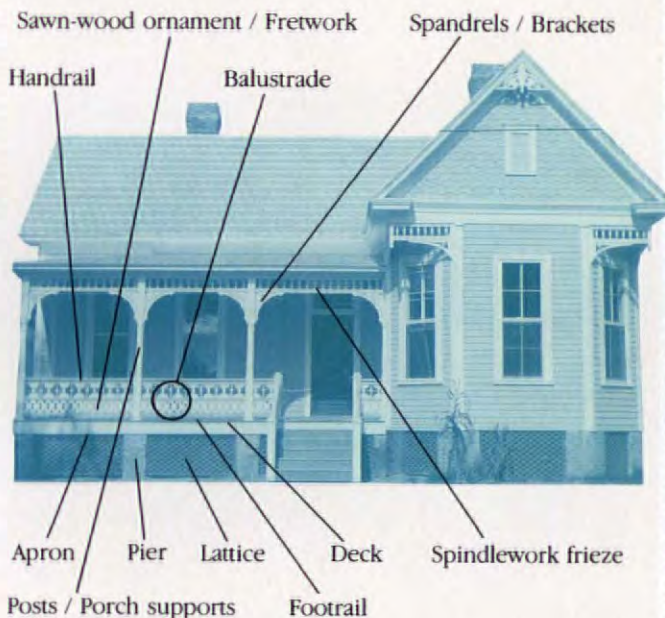 Sawn-wood ornament / Fretwork
Spandrels / Brackets
Handrail
Balustrade
Apron
Pier
Lattice
Deck
Spindlework frieze
Posts / Porch supports
Footrail